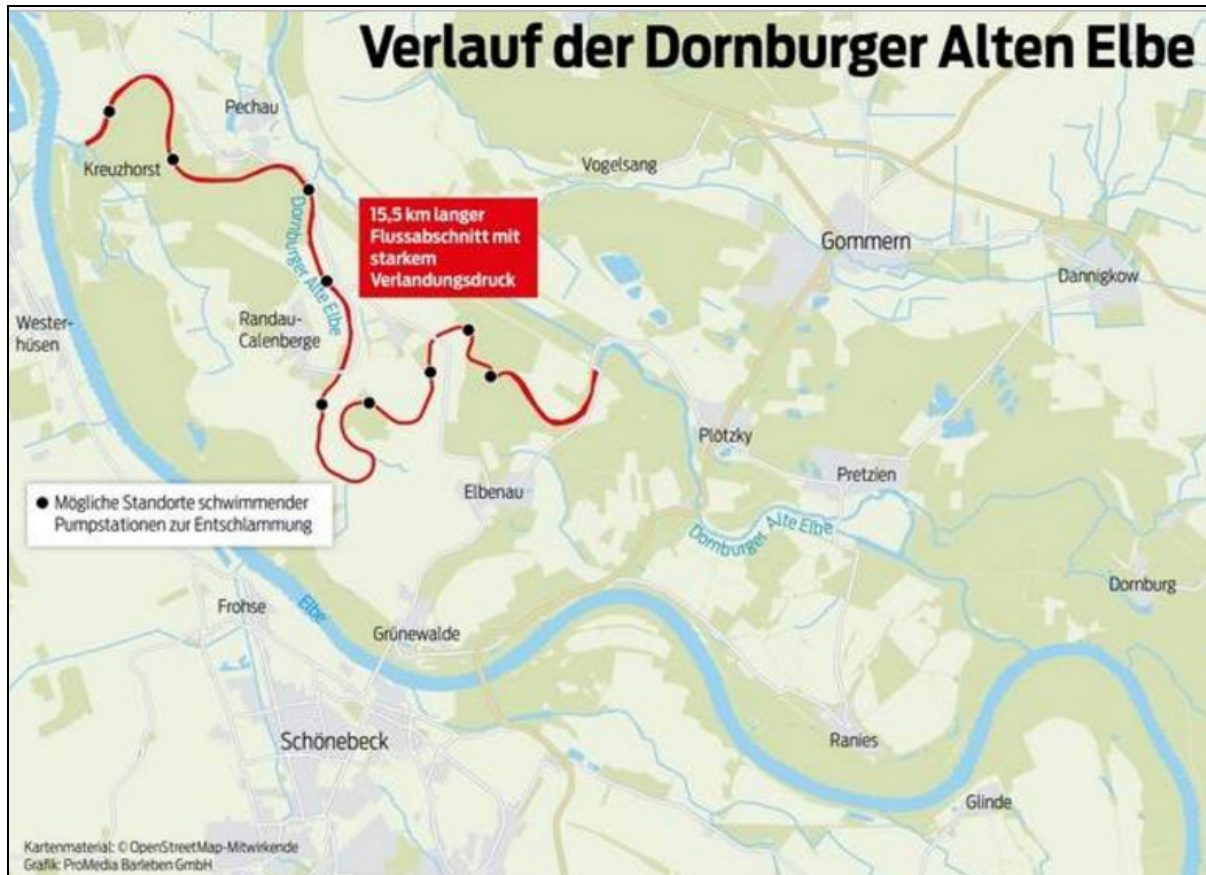 Verlauf der Dornburger Alten Elbe
Pechau
Kreuzhorst
Vogelsang
15,5 km langer
Flussabschnitt mit
starkem
Verlandungsdruck
Dornburger Alte Elbe
Gommern
Dannigkow
Wester-
hüsen
Randau-
Calenberge
Plötzky
Pretzien
Elbenau
Mögliche Standorte schwimmender
Pumpstationen zur Entschlammung
Dornburger Alte Elbe
Dornburg
Frohse
Elbe
Grünewalde
Schönebeck
Ranies
Glinde
Kartenmaterial: © OpenStreetMap-Mitwirkende
Grafik: ProMedia Barleben GmbH